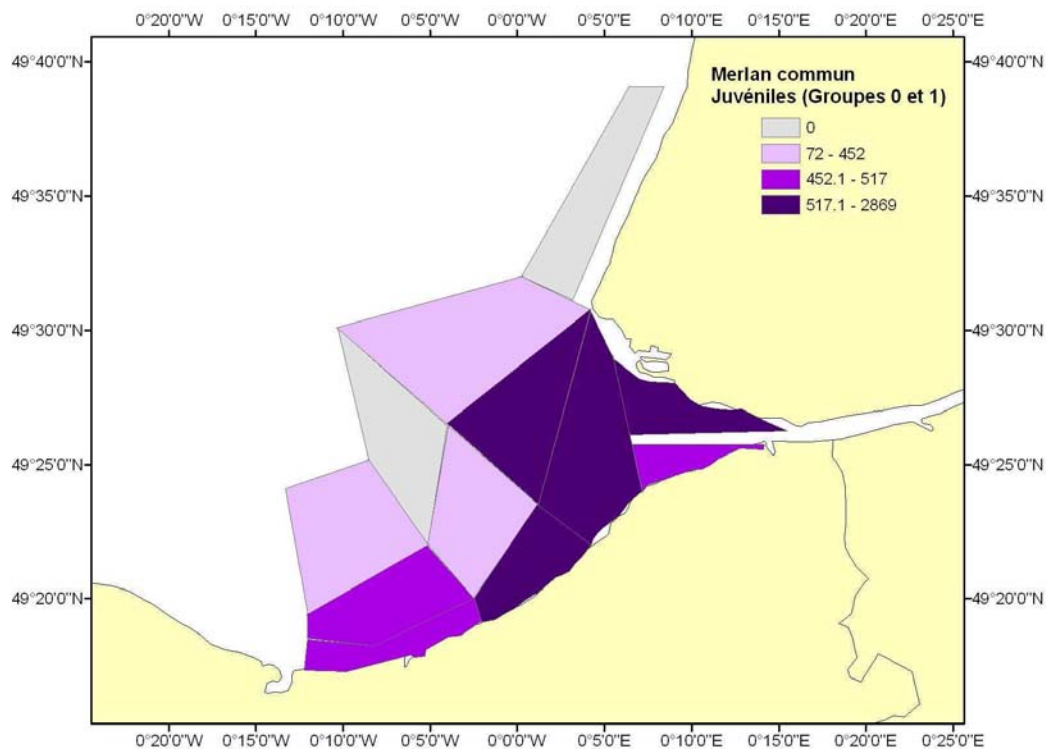 0°20'0"W 0°15'0"W 0°10'0"W 0°5'0"W 0°0'0"E 0°5'0"E 0°10'0"E 0°15'0"E 0°20'0"E 0°25'0"E
49°40'0"N 49°40'0"N
Merlan commun
Juvéniles (Groupes 0 et 1)
0
72 - 452
452.1 - 517
517.1 - 2869
49°35'0"N 49°35'0"N
49°30'0"N 49°30'0"N
49°25'0"N 49°25'0"N
49°20'0"N 49°20'0"N
0°20'0"W 0°15'0"W 0°10'0"W 0°5'0"W 0°0'0"E 0°5'0"E 0°10'0"E 0°15'0"E 0°20'0"E 0°25'0"E